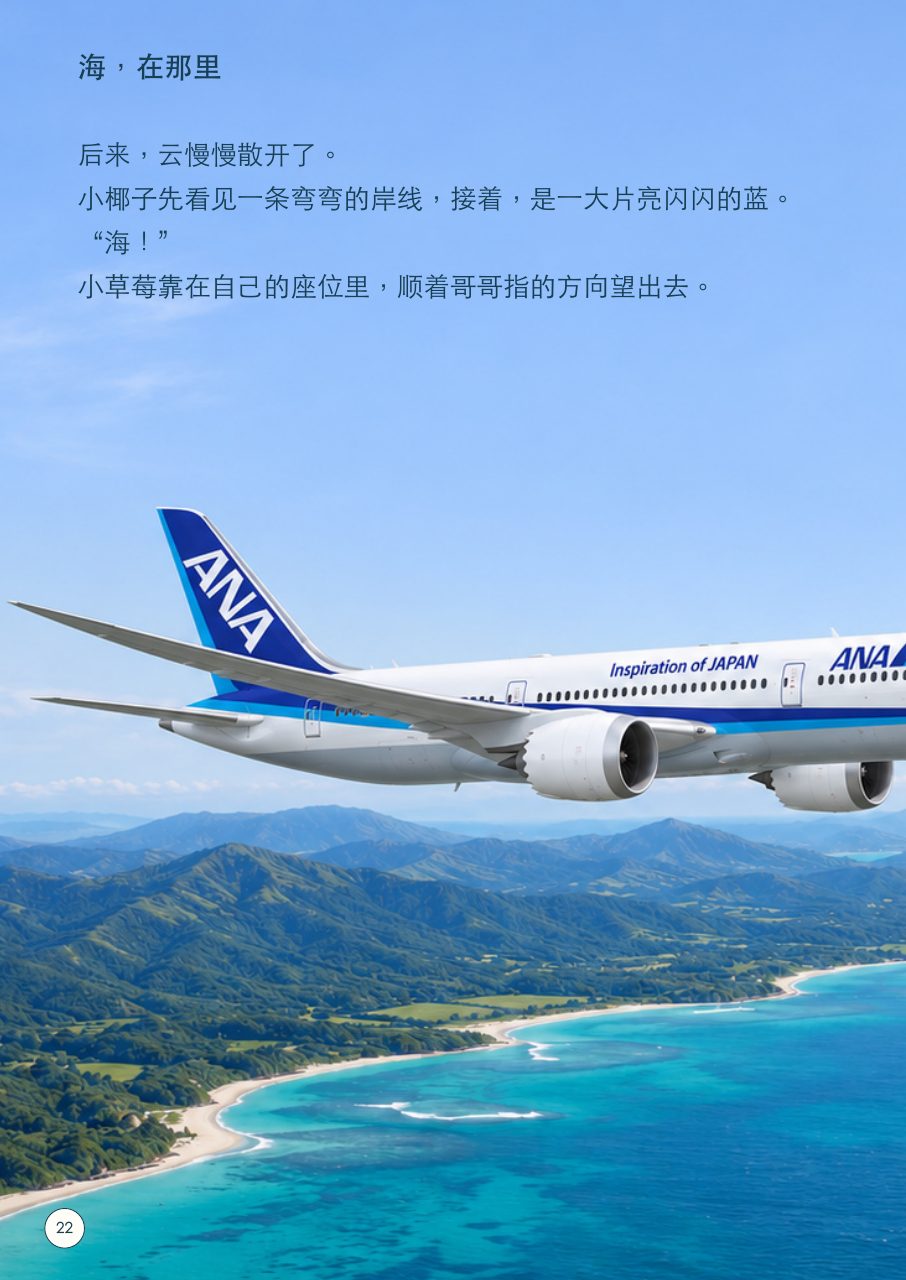 海，在那里
后来，云慢慢散开了。
小椰子先看见一条弯弯的岸线，接着，是一大片亮闪闪的蓝。
“海！”
小草莓靠在自己的座位里，顺着哥哥指的方向望出去。
ANA
Inspiration of JAPAN
ANA
22